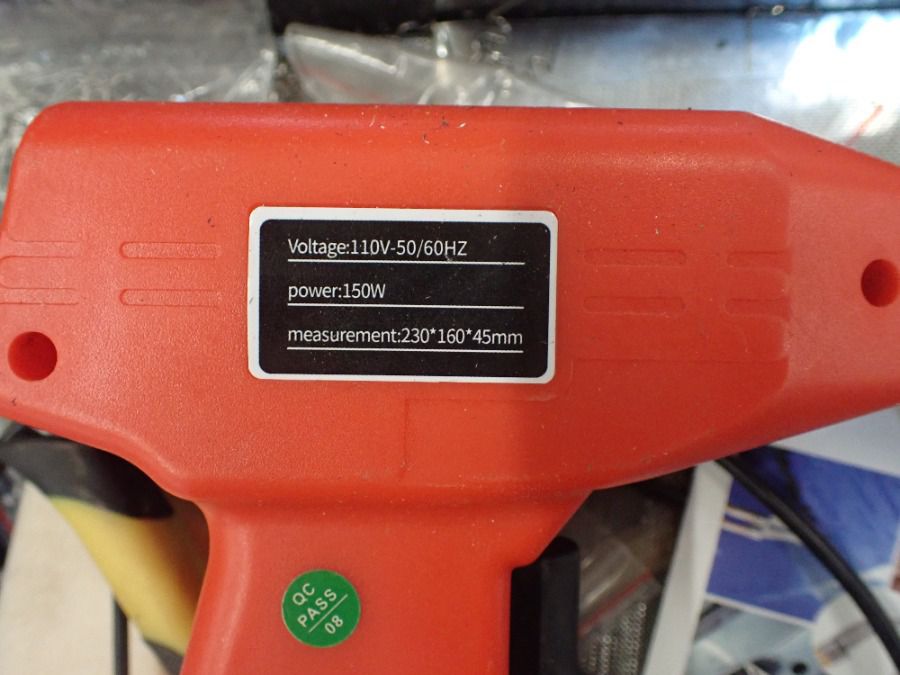 Voltage:110V-50/60HZ
power:150W
measurement:230*160*45mm
QC
PASS
08